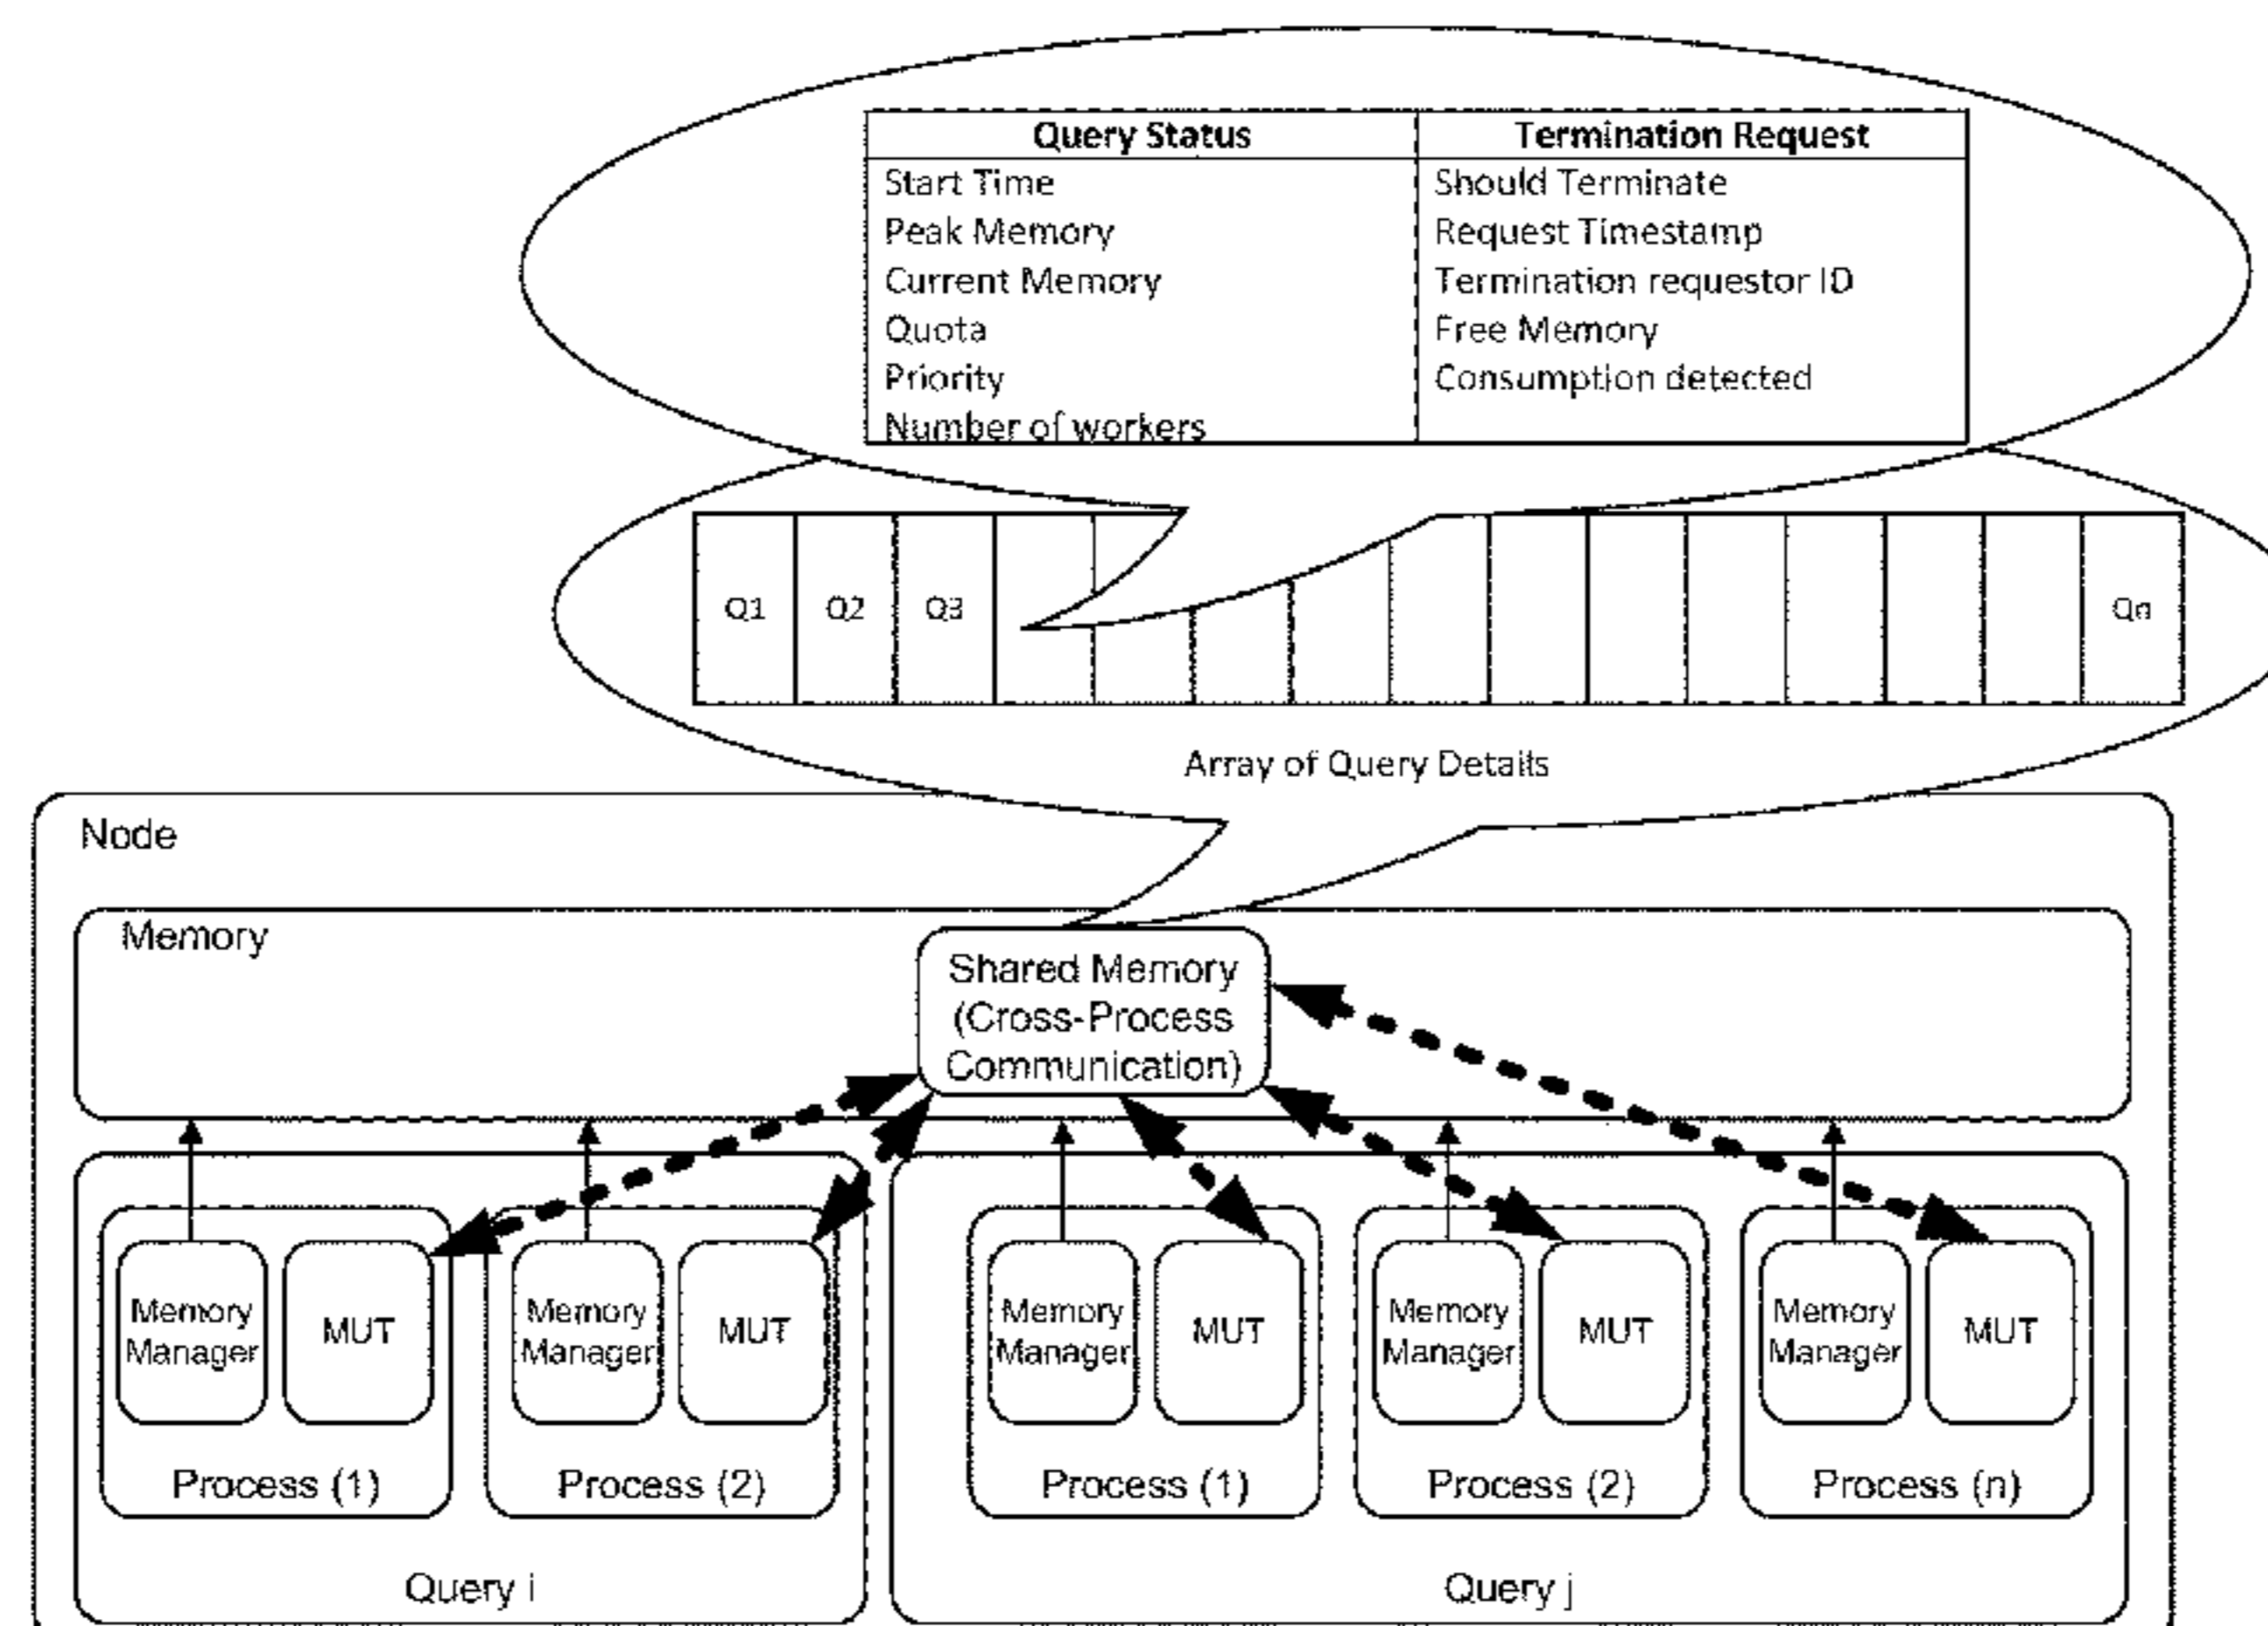 Query Status Termination Request
Start Time Should Terminate
Peak Memory Request Timestamp
Current Memory Termination requestor ID
Quota Free Memory
Priority Consumption detected
Number of workers
Q1 Q2 Q3 Qn
Array of Query Details
Node
Memory
Shared Memory
(Cross-Process
Communication)
Memory
Manager
MUT
Process (1)
Memory
Manager
MUT
Process (2)
Query i
Memory
Manager
MUT
Process (1)
Memory
Manager
MUT
Process (2)
Memory
Manager
MUT
Process (n)
Query j